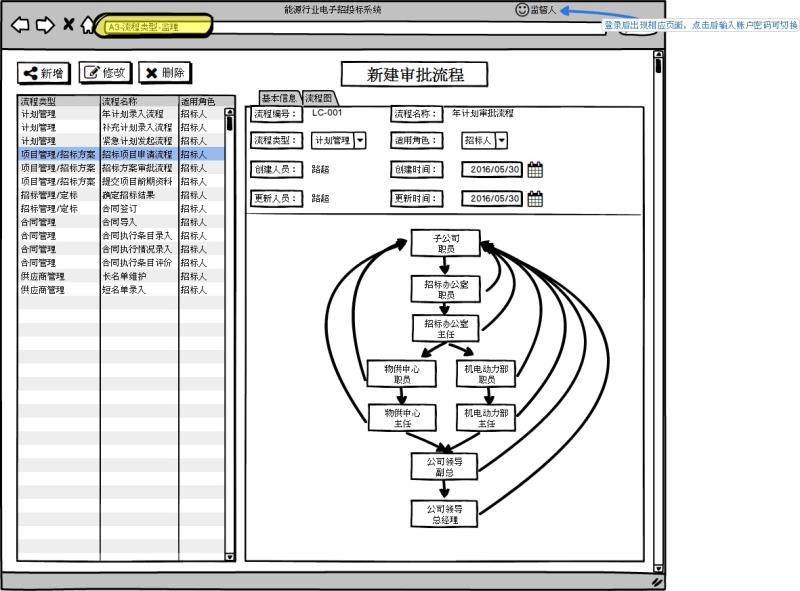 能源行业电子招投标系统
监督人
登录后出现相应页面，点击后输入账户密码可切换
A3-流程类型-监理
新增 修改 删除
新建审批流程
流程类型 流程名称 适用角色
计划管理 年计划录入流程 招标人
计划管理 补充计划录入流程 招标人
计划管理 紧急计划发起流程 招标人
项目管理/招标方案 招标项目申请流程 招标人
项目管理/招标方案 招标方案审批流程 招标人
项目管理/招标方案 提交项目前期资料 招标人
招标管理/定标 确定招标结果 招标人
招标管理/定标 合同签订 招标人
合同管理 合同导入 招标人
合同管理 合同执行条目录入 招标人
合同管理 合同执行情况录入 招标人
合同管理 合同执行条目评价 招标人
供应商管理 长名单维护 招标人
供应商管理 短名单录入 招标人
基本信息 流程图
流程编号： LC-001 流程名称： 年计划审批流程
流程类型： 计划管理 适用角色： 招标人
创建人员： 路超 创建时间： 2016/05/30
更新人员： 路超 更新时间： 2016/05/30
子公司
职员
招标办公室
职员
招标办公室
主任
物供中心
职员
机电动力部
职员
物供中心
主任
机电动力部
主任
公司领导
副总
公司领导
总经理